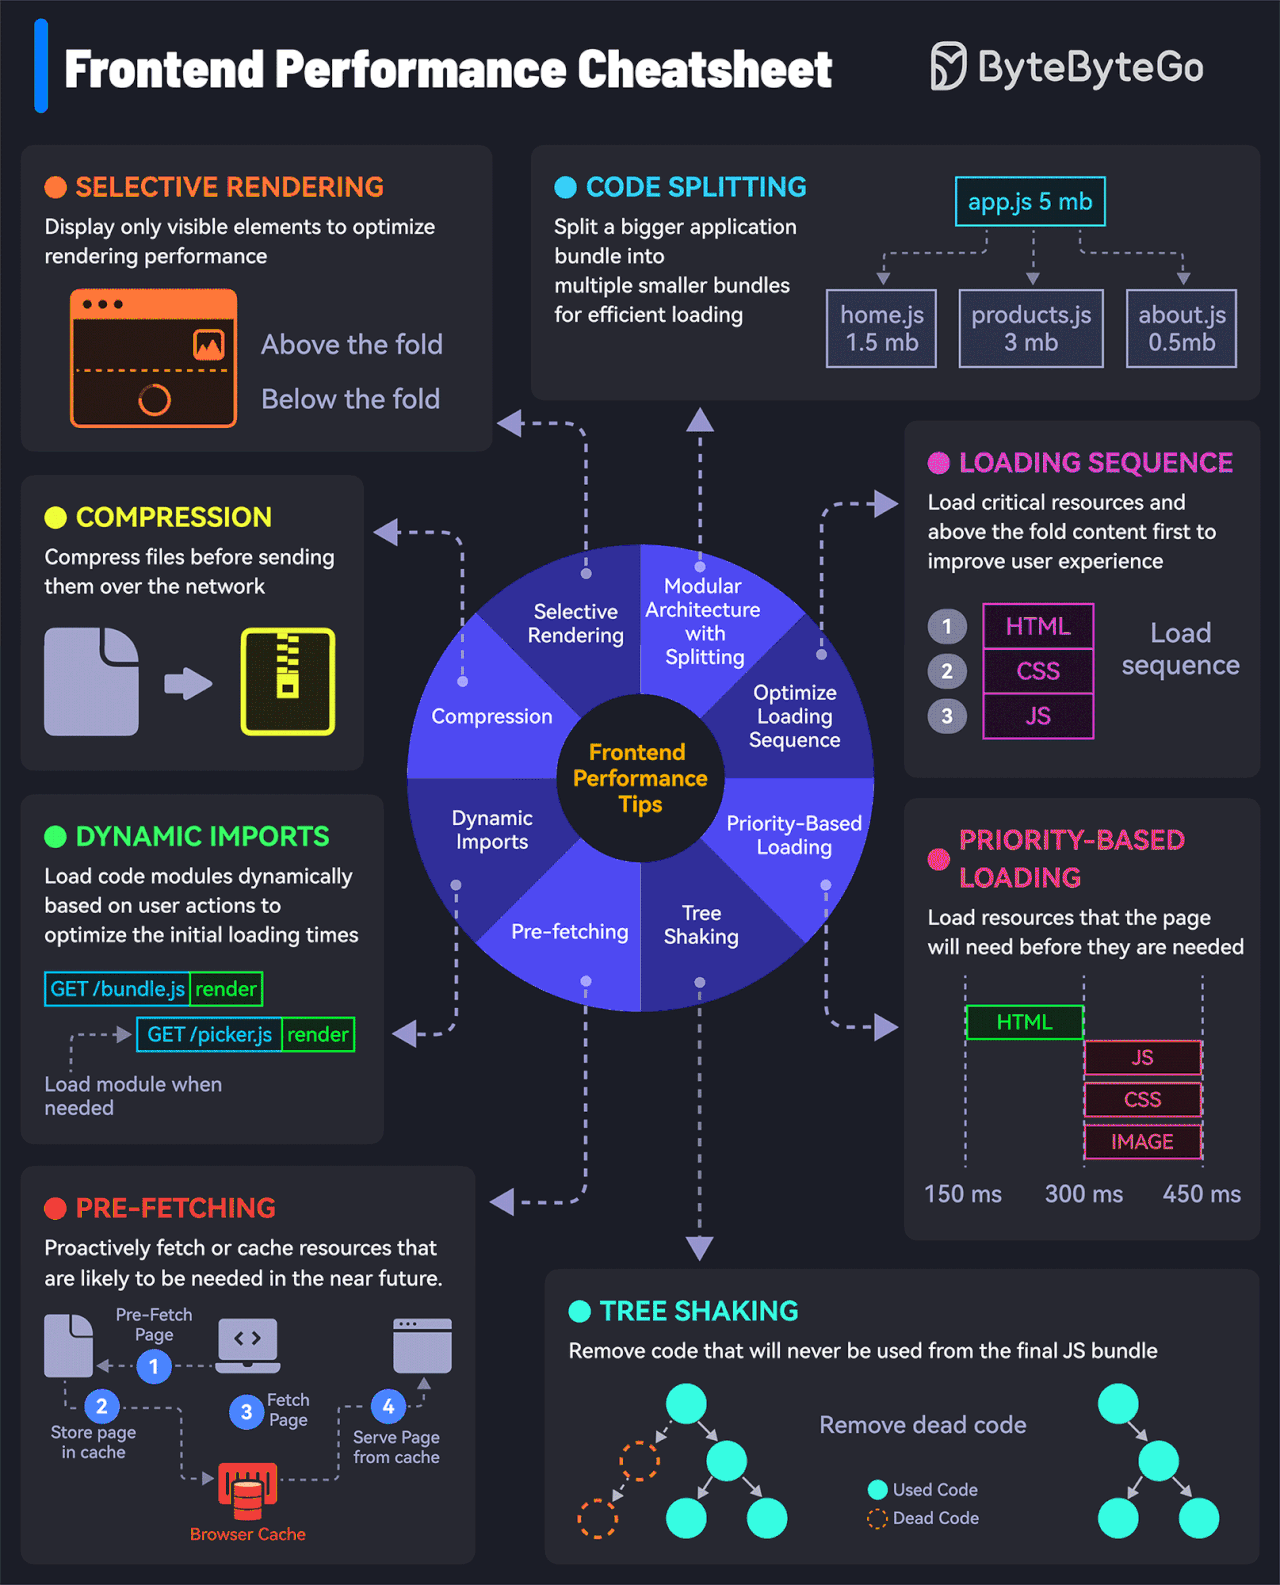 Frontend Performance Cheatsheet
ByteByteGo
SELECTIVE RENDERING
Display only visible elements to optimize
rendering performance
Above the fold
Below the fold
CODE SPLITTING
Split a bigger application
bundle into
multiple smaller bundles
for efficient loading
app.js 5 mb
home.js
1.5 mb
products.js
3 mb
about.js
0.5mb
COMPRESSION
Compress files before sending
them over the network
LOADING SEQUENCE
Load critical resources and
above the fold content first to
improve user experience
1 HTML
2 CSS
3 JS
Load
sequence
Selective
Rendering
Modular
Architecture
with
Splitting
Optimize
Loading
Sequence
Priority-Based
Loading
Tree
Shaking
Pre-fetching
Dynamic
Imports
Compression
Frontend
Performance
Tips
DYNAMIC IMPORTS
Load code modules dynamically
based on user actions to
optimize the initial loading times
GET /bundle.js render
GET /picker.js render
Load module when
needed
PRIORITY-BASED
LOADING
Load resources that the page
will need before they are needed
HTML
JS
CSS
IMAGE
150 ms 300 ms 450 ms
PRE-FETCHING
Proactively fetch or cache resources that
are likely to be needed in the near future.
Pre-Fetch
Page
1
2
Store page
in cache
3
Fetch
Page
4
Serve Page
from cache
Browser Cache
TREE SHAKING
Remove code that will never be used from the final JS bundle
Remove dead code
Used Code
Dead Code